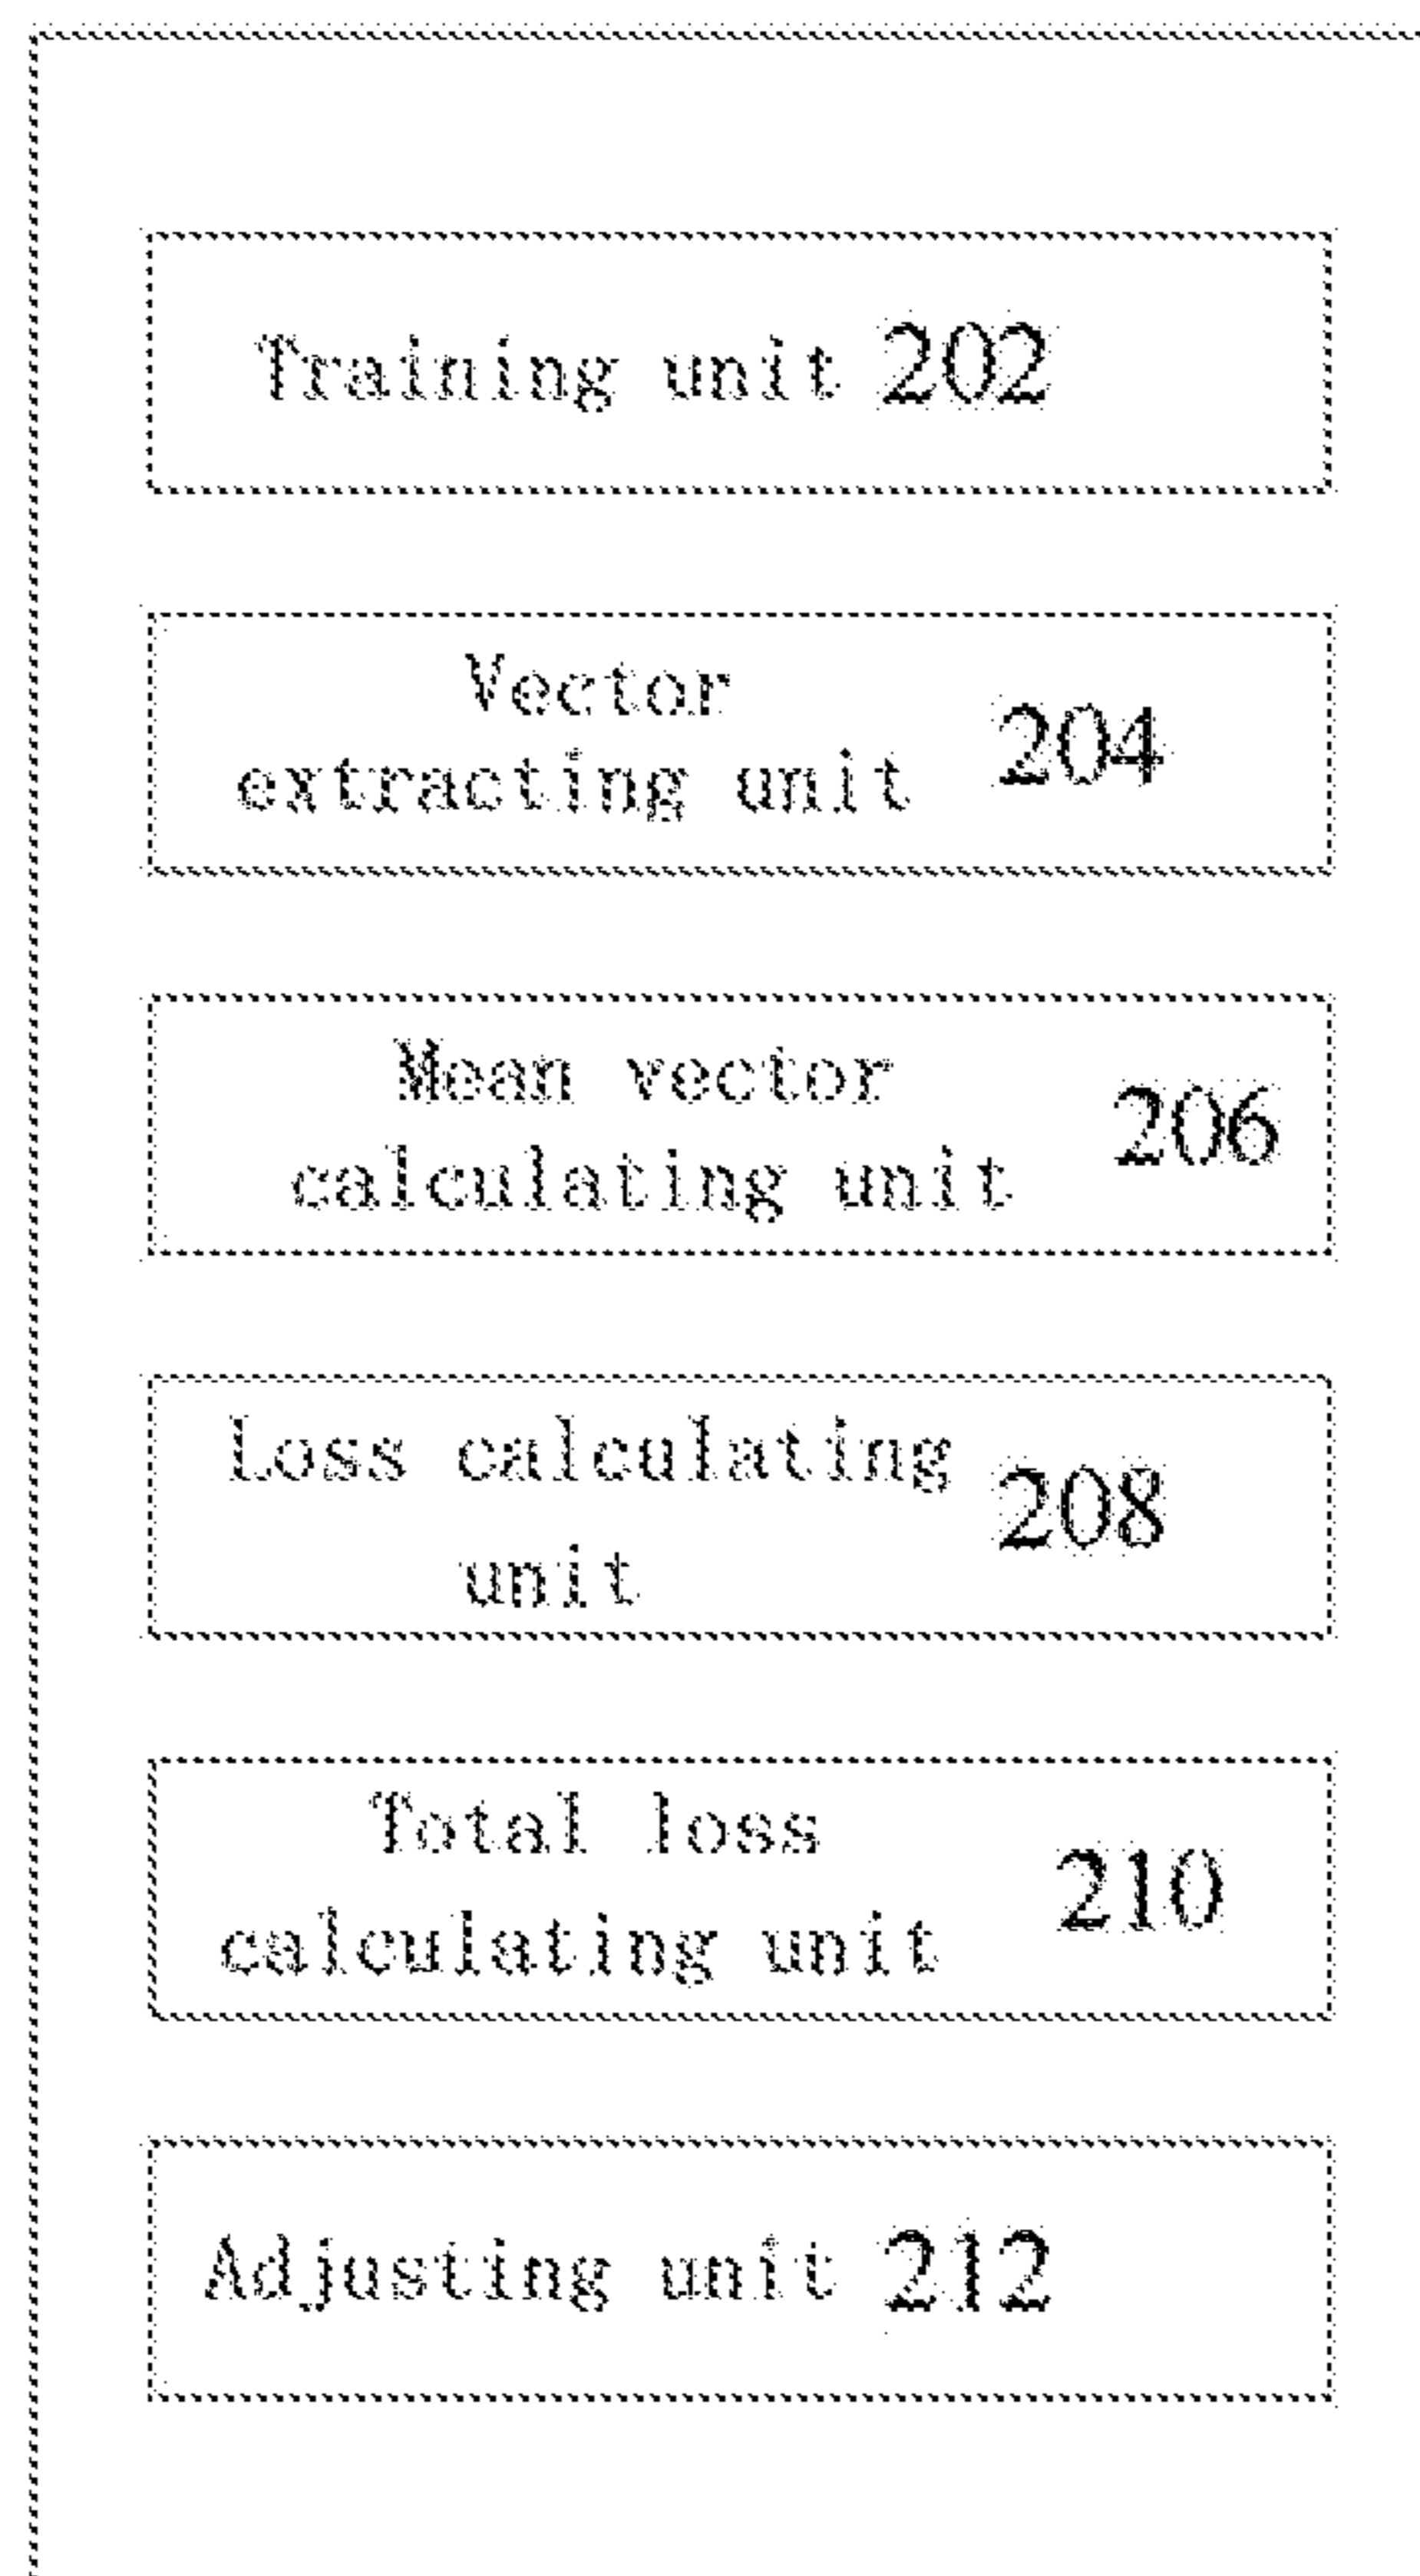 Training unit 202
Vector
extracting unit 204
Mean vector
calculating unit 206
Loss calculating 208
unit
Total loss
calculating unit 210
Adjusting unit 212